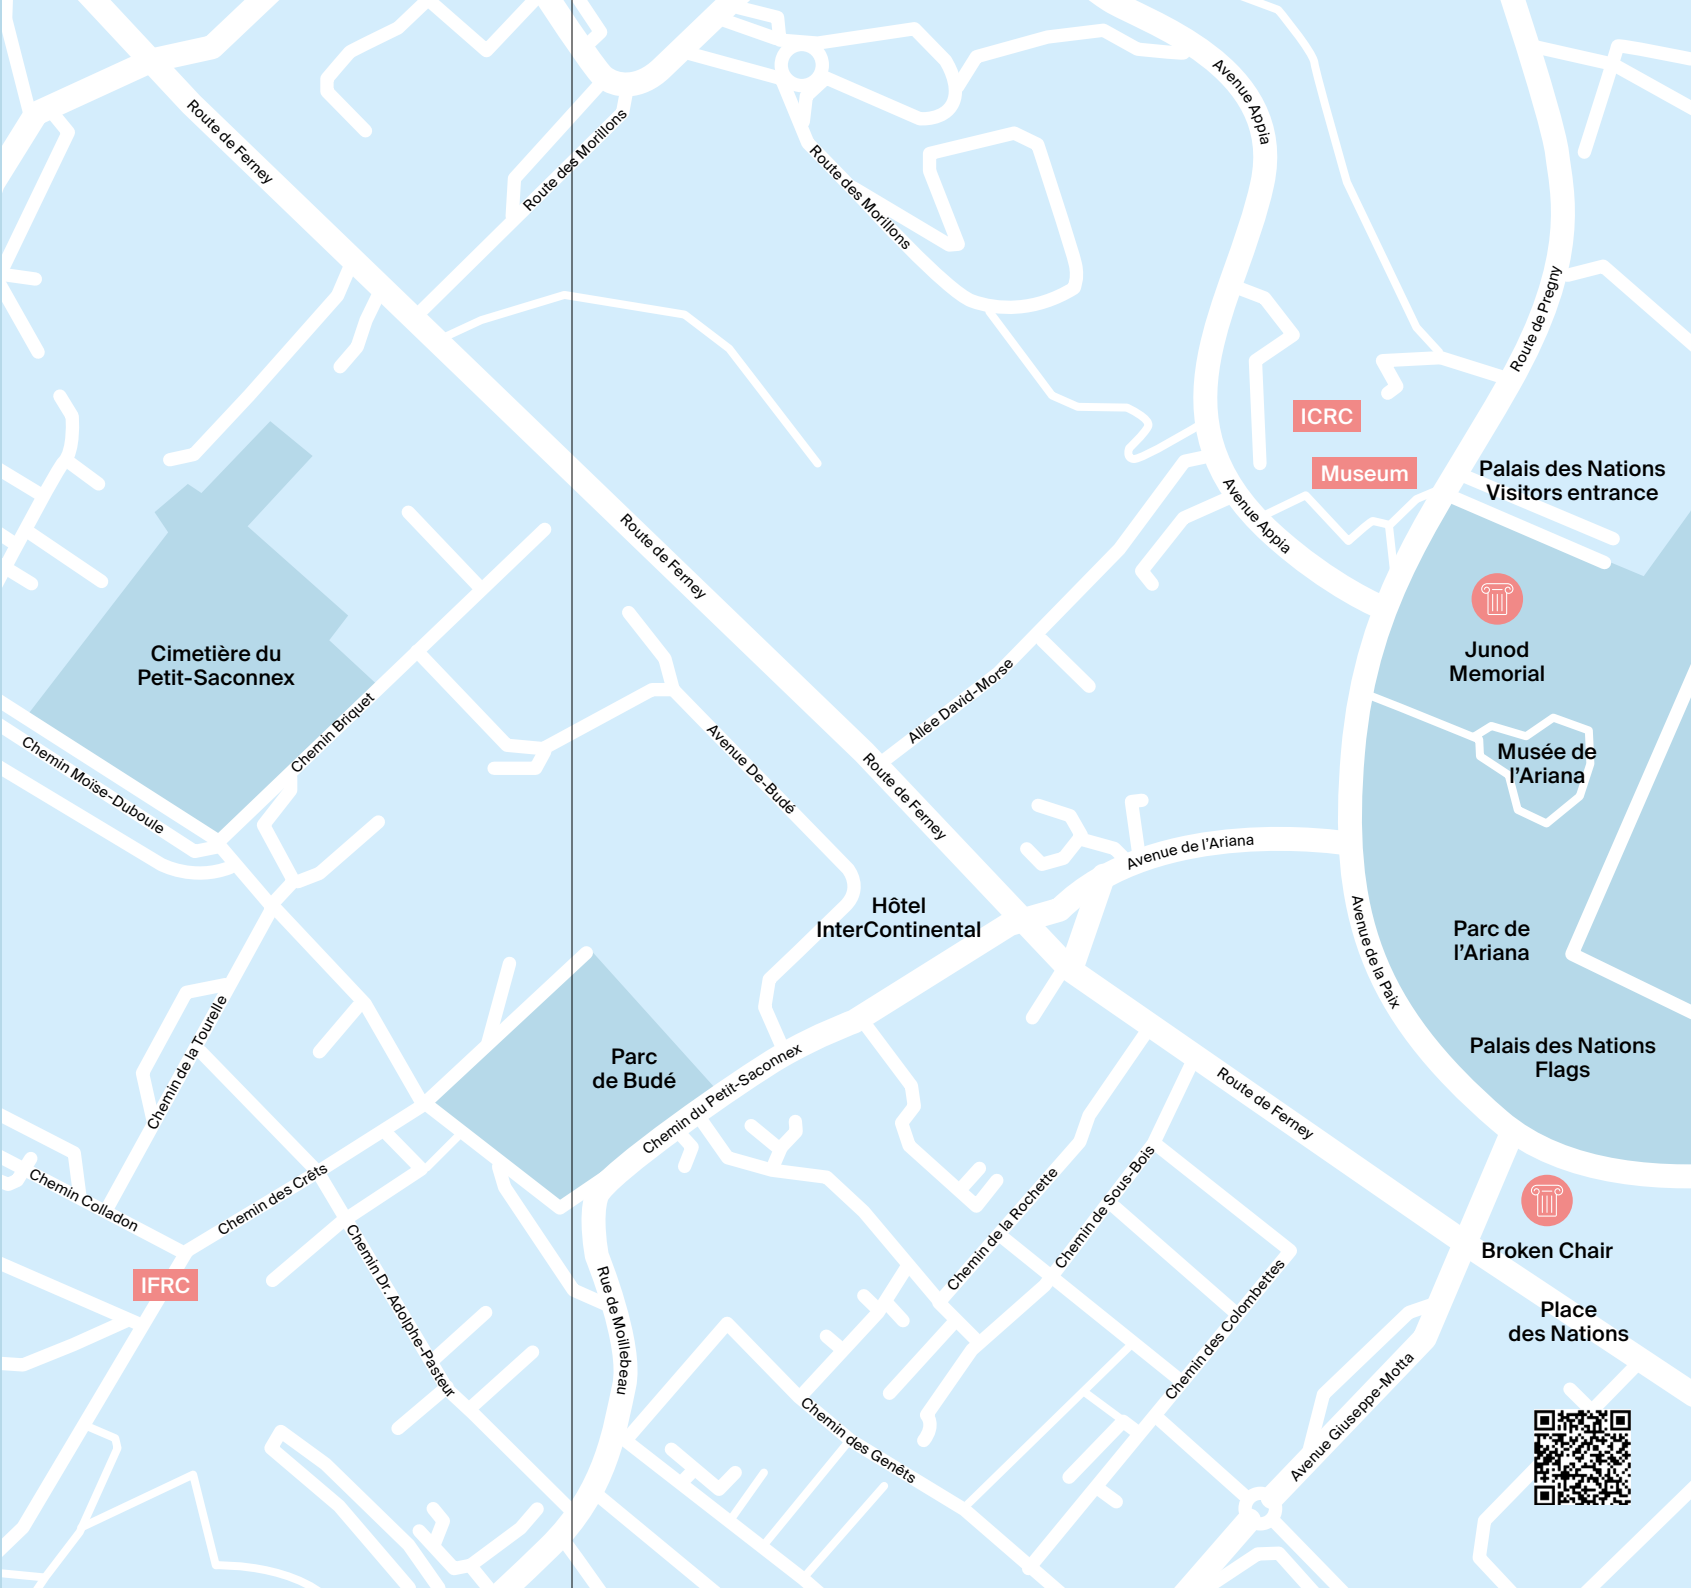 Avenue Appia
Route de Ferney
Route des Morillons
Route des Morillons
Route de Pregny
ICRC
Museum
Palais des Nations
Visitors entrance
Avenue Appia
Route de Ferney
Junod
Memorial
Cimetière du
Petit-Saconnex
Allée David-Morse
Chemin Briquet
Avenue De-Budé
Chemin Moïse-Duboule
Musée de
l’Ariana
Route de Ferney
Avenue de l’Ariana
Hôtel
InterContinental
Avenue de la Paix
Parc de
l’Ariana
Chemin de la Tourelle
Parc
de Budé
Chemin du Petit-Saconnex
Palais des Nations
Flags
Route de Ferney
Chemin Colladon
Chemin des Crêts
Chemin de la Rochette
Chemin de Sous-Bois
Broken Chair
IFRC
Chemin Dr. Adolphe-Pasteur
Rue de Moillebeau
Chemin des Colombettes
Place
des Nations
Chemin des Genêts
Avenue Giuseppe-Motta